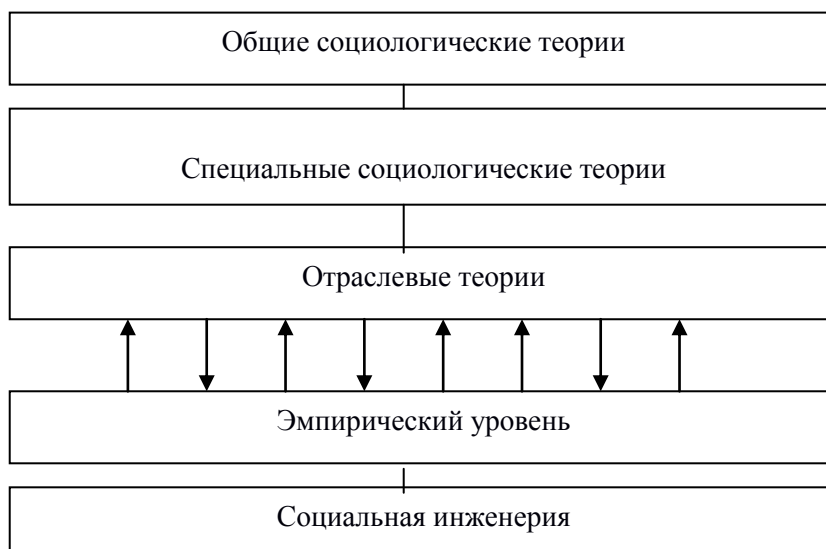 Общие социологические теории
Специальные социологические теории
Отраслевые теории
Эмпирический уровень
Социальная инженерия